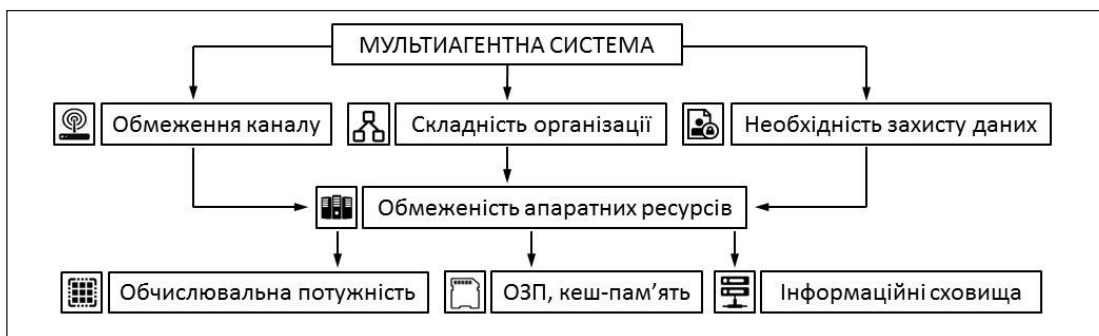 МУЛЬТИАГЕНТНА СИСТЕМА
Обмеження каналу
Складність організації
Необхідність захисту даних
Обмеженість апаратних ресурсів
Обчислювальна потужність
ОЗП, кеш-пам’ять
Інформаційні сховища